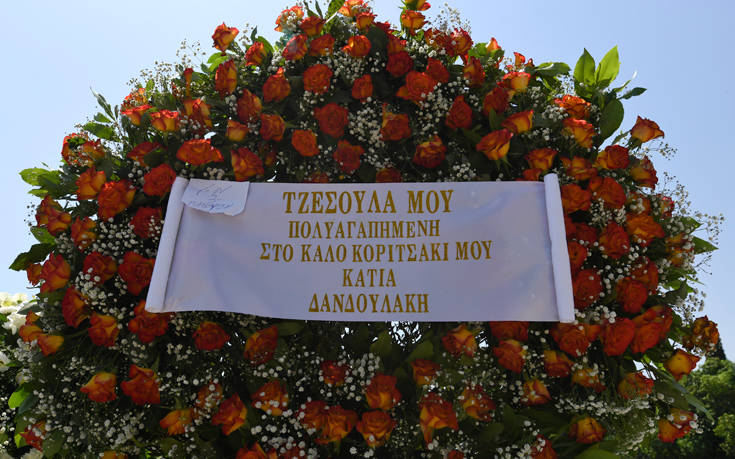 ΤΖΕΣΟΥΛΑ ΜΟΥ
ΠΟΛΥΑΓΑΠΗΜΕΝΗ
ΣΤΟ ΚΑΛΟ ΚΟΡΙΤΣΑΚΙ ΜΟΥ
ΚΑΤΙΑ
ΔΑΝΔΟΥΛΑΚΗ